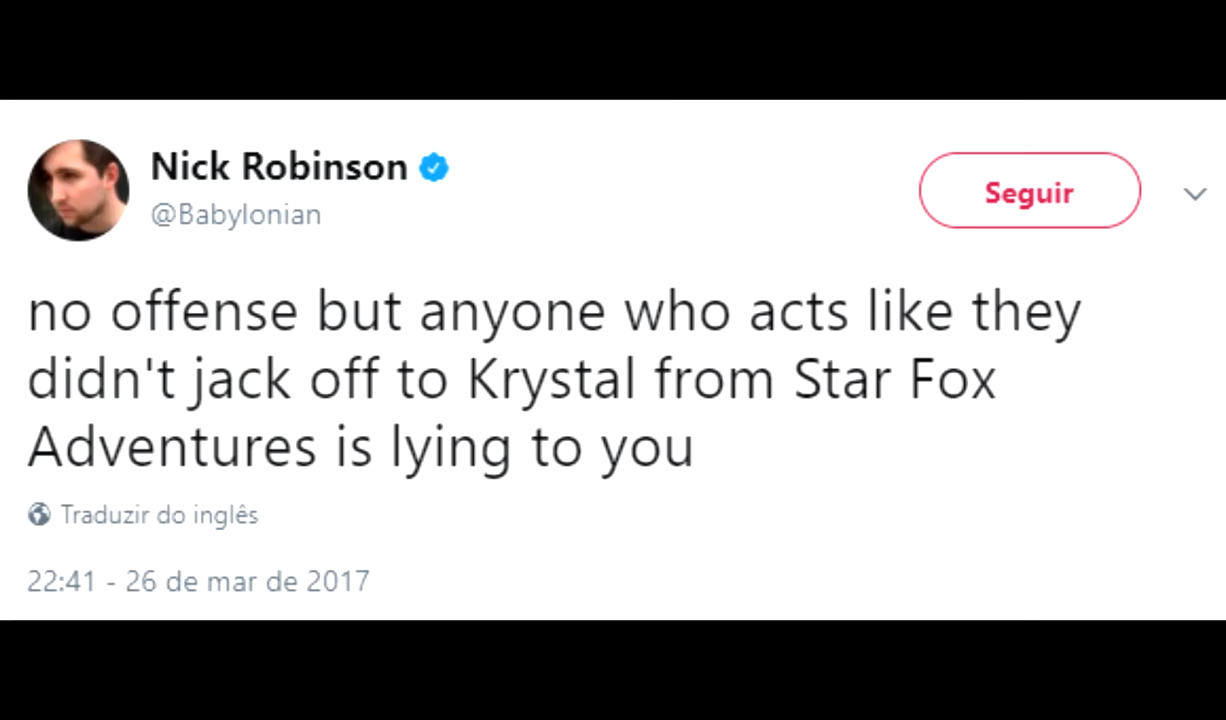 Nick Robinson
@Babylonian
Seguir
no offense but anyone who acts like they
didn't jack off to Krystal from Star Fox
Adventures is lying to you
Traduzir do inglês
22:41 - 26 de mar de 2017